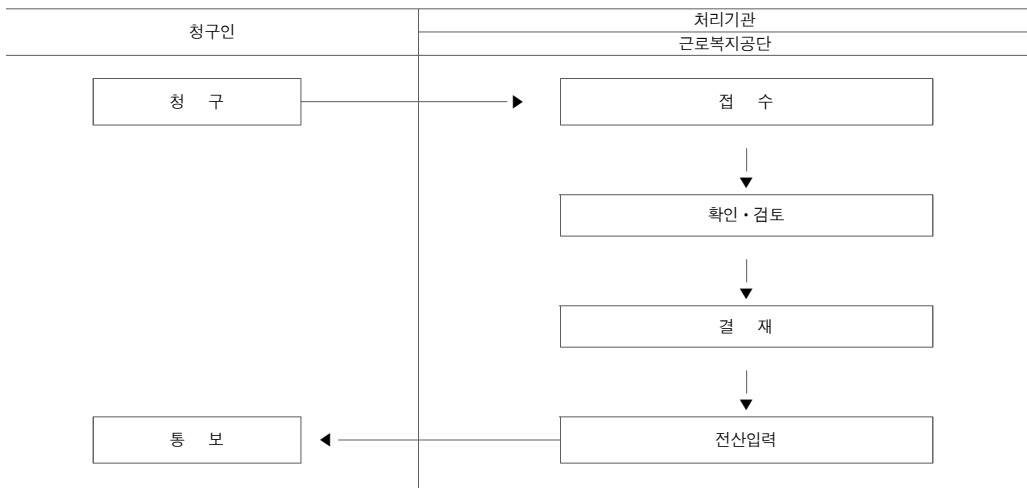 청구인
처리기관
근로복지공단
청 구
접 수
확인·검토
결 재
통 보
전산입력